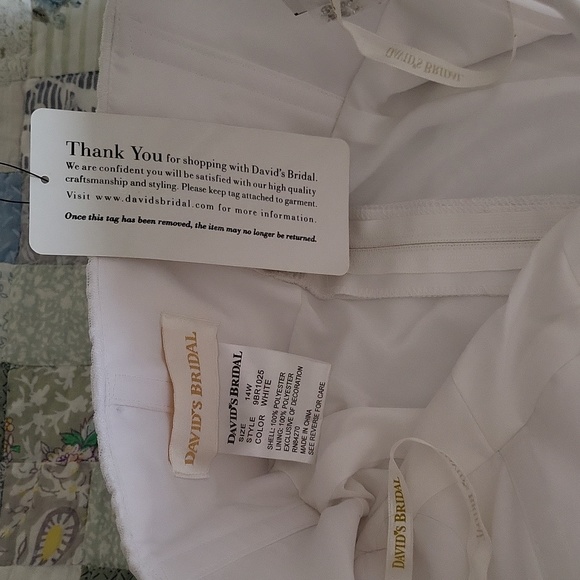 DAVID'S BRIDAL
Thank You for shopping with David's Bridal.
We are confident you will be satisfied with our high quality
craftsmanship and styling. Please keep tag attached to garment.
Visit www.davidsbridal.com for more information.
Once this tag has been removed, the item may no longer be returned.
DAVID'S BRIDAL
DAVID'S BRIDAL
SIZE 14W
STYLE 9BR1025
COLOR WHITE
SHELL: 100% POLYESTER
LINING: 100% POLYESTER
EXCLUSIVE OF DECORATION
RN84270
MADE IN CHINA
SEE REVERSE FOR CARE
DAVID'S BRIDAL